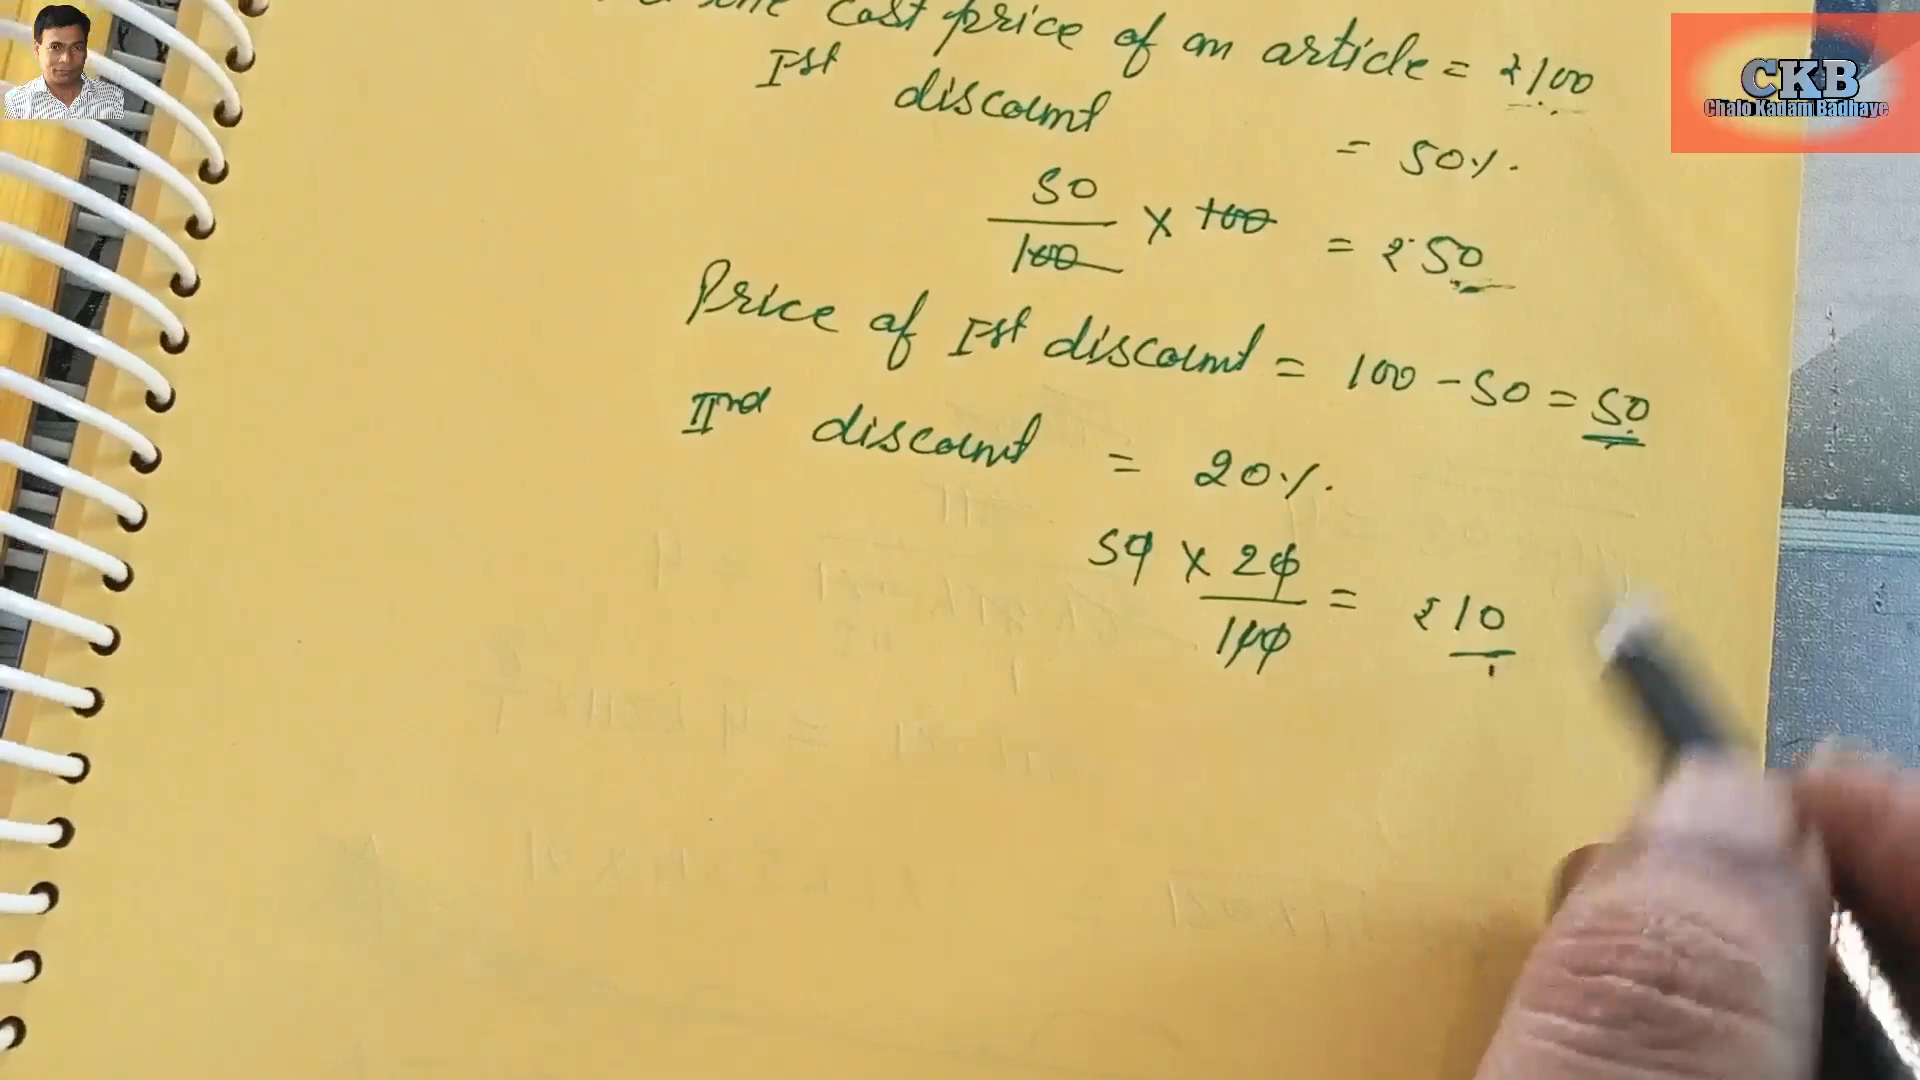 the cost price of an article = ₹100
Ist discount = 50%.
50/100 × 100 = ₹50
Price of Ist discount = 100 - 50 = 50
IInd discount = 20%.
50 × 20/100 = ₹10
CKB
Chalo Kadam Badhaye